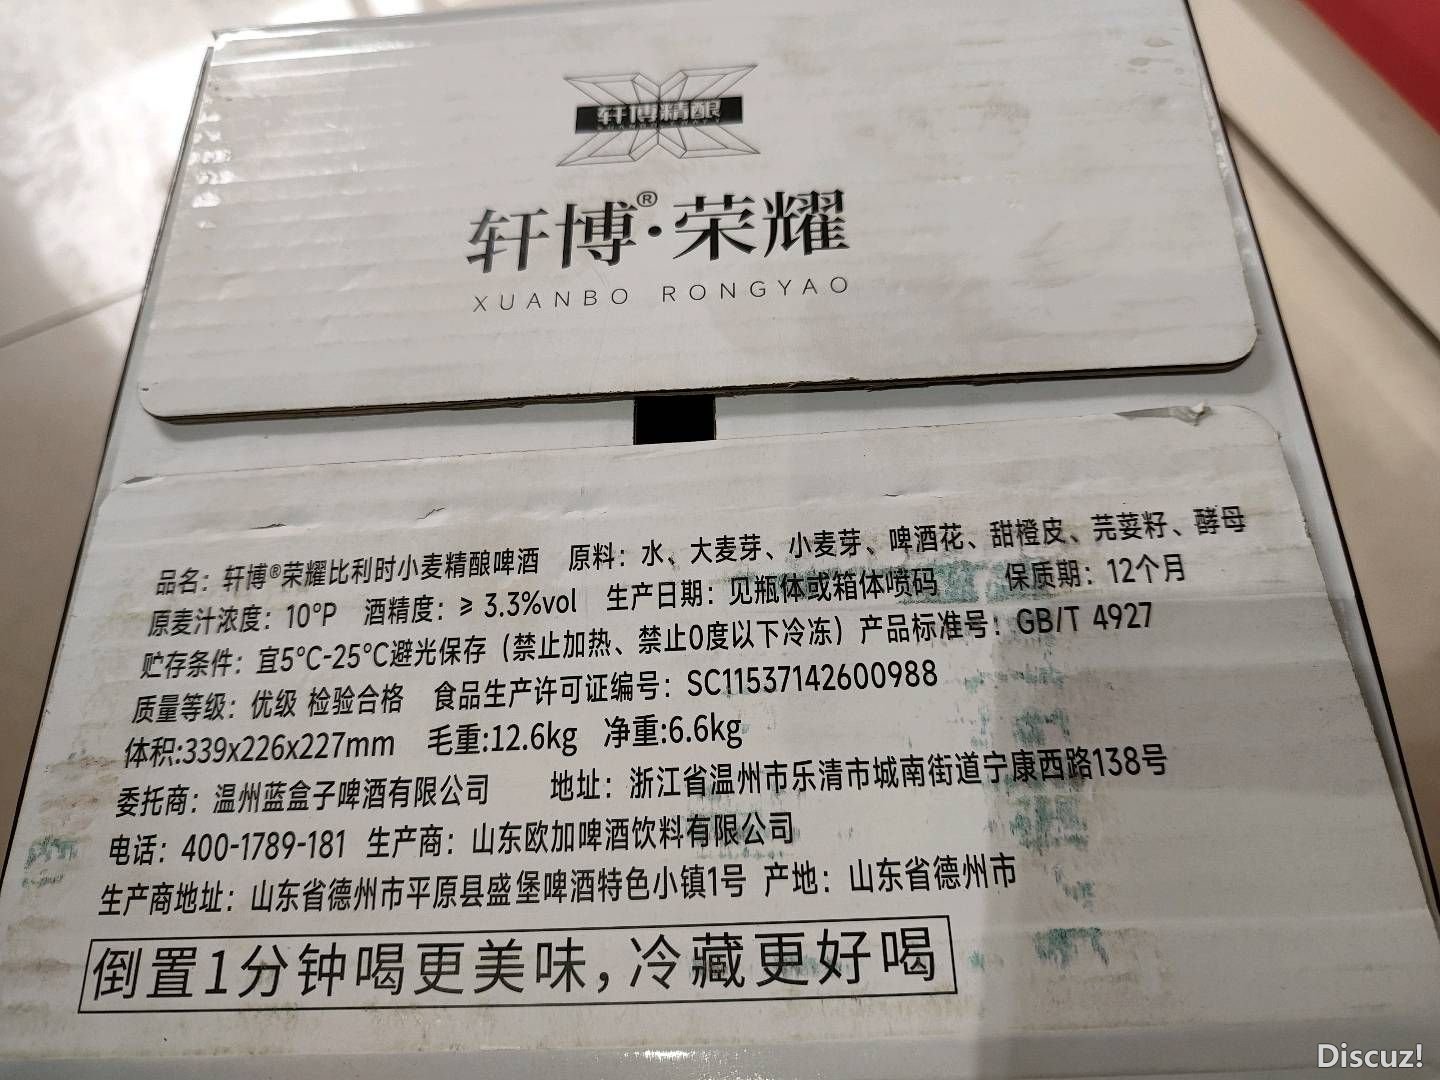 轩博精酿
轩博®·荣耀
XUANBO RONGYAO
品名：轩博®荣耀比利时小麦精酿啤酒 原料：水、大麦芽、小麦芽、啤酒花、甜橙皮、芫荽籽、酵母
原麦汁浓度：10°P 酒精度：≥ 3.3%vol 生产日期：见瓶体或箱体喷码 保质期：12个月
贮存条件：宜5°C-25°C避光保存（禁止加热、禁止0度以下冷冻）产品标准号：GB/T 4927
质量等级：优级 检验合格 食品生产许可证编号：SC11537142600988
体积:339x226x227mm 毛重:12.6kg 净重:6.6kg
委托商：温州蓝盒子啤酒有限公司 地址：浙江省温州市乐清市城南街道宁康西路138号
电话：400-1789-181 生产商：山东欧加啤酒饮料有限公司
生产商地址：山东省德州市平原县盛堡啤酒特色小镇1号 产地：山东省德州市
倒置1分钟喝更美味，冷藏更好喝
Discuz!